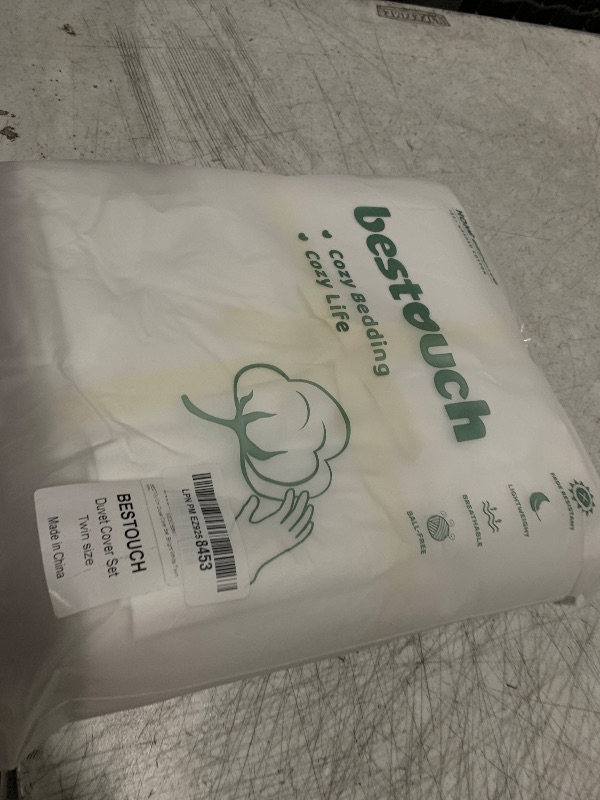 bestouch
Cozy Bedding
Cozy Life
LIGHTWEIGHT
BREATHABLE
BALL-FREE
LPN PM EZ925 8453
BESTOUCH
Duvet Cover Set
Twin size
Made in China